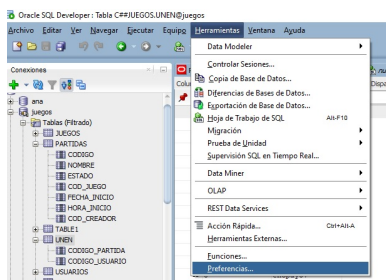 Oracle SQL Developer : Tabla C##JUEGOS.UNEN@juegos
Archivo Editar Ver Navegar Ejecutar Equipo Herramientas Ventana Ayuda
Conexiones
ana
juegos
Tablas (Filtrado)
JUEGOS
PARTIDAS
CODIGO
NOMBRE
ESTADO
COD_JUEGO
FECHA_INICIO
HORA_INICIO
COD_CREADOR
TABLE1
UNEN
CODIGO_PARTIDA
CODIGO_USUARIO
USUARIOS
Data Modeler
Controlar Sesiones...
Copia de Base de Datos...
Diferencias de Bases de Datos...
Exportación de Base de Datos...
Hoja de Trabajo de SQL Alt-F10
Migración
Prueba de Unidad
Supervisión SQL en Tiempo Real...
Data Miner
OLAP
REST Data Services
Acción Rápida... Ctrl+Alt-A
Herramientas Externas...
Funciones...
Preferencias...